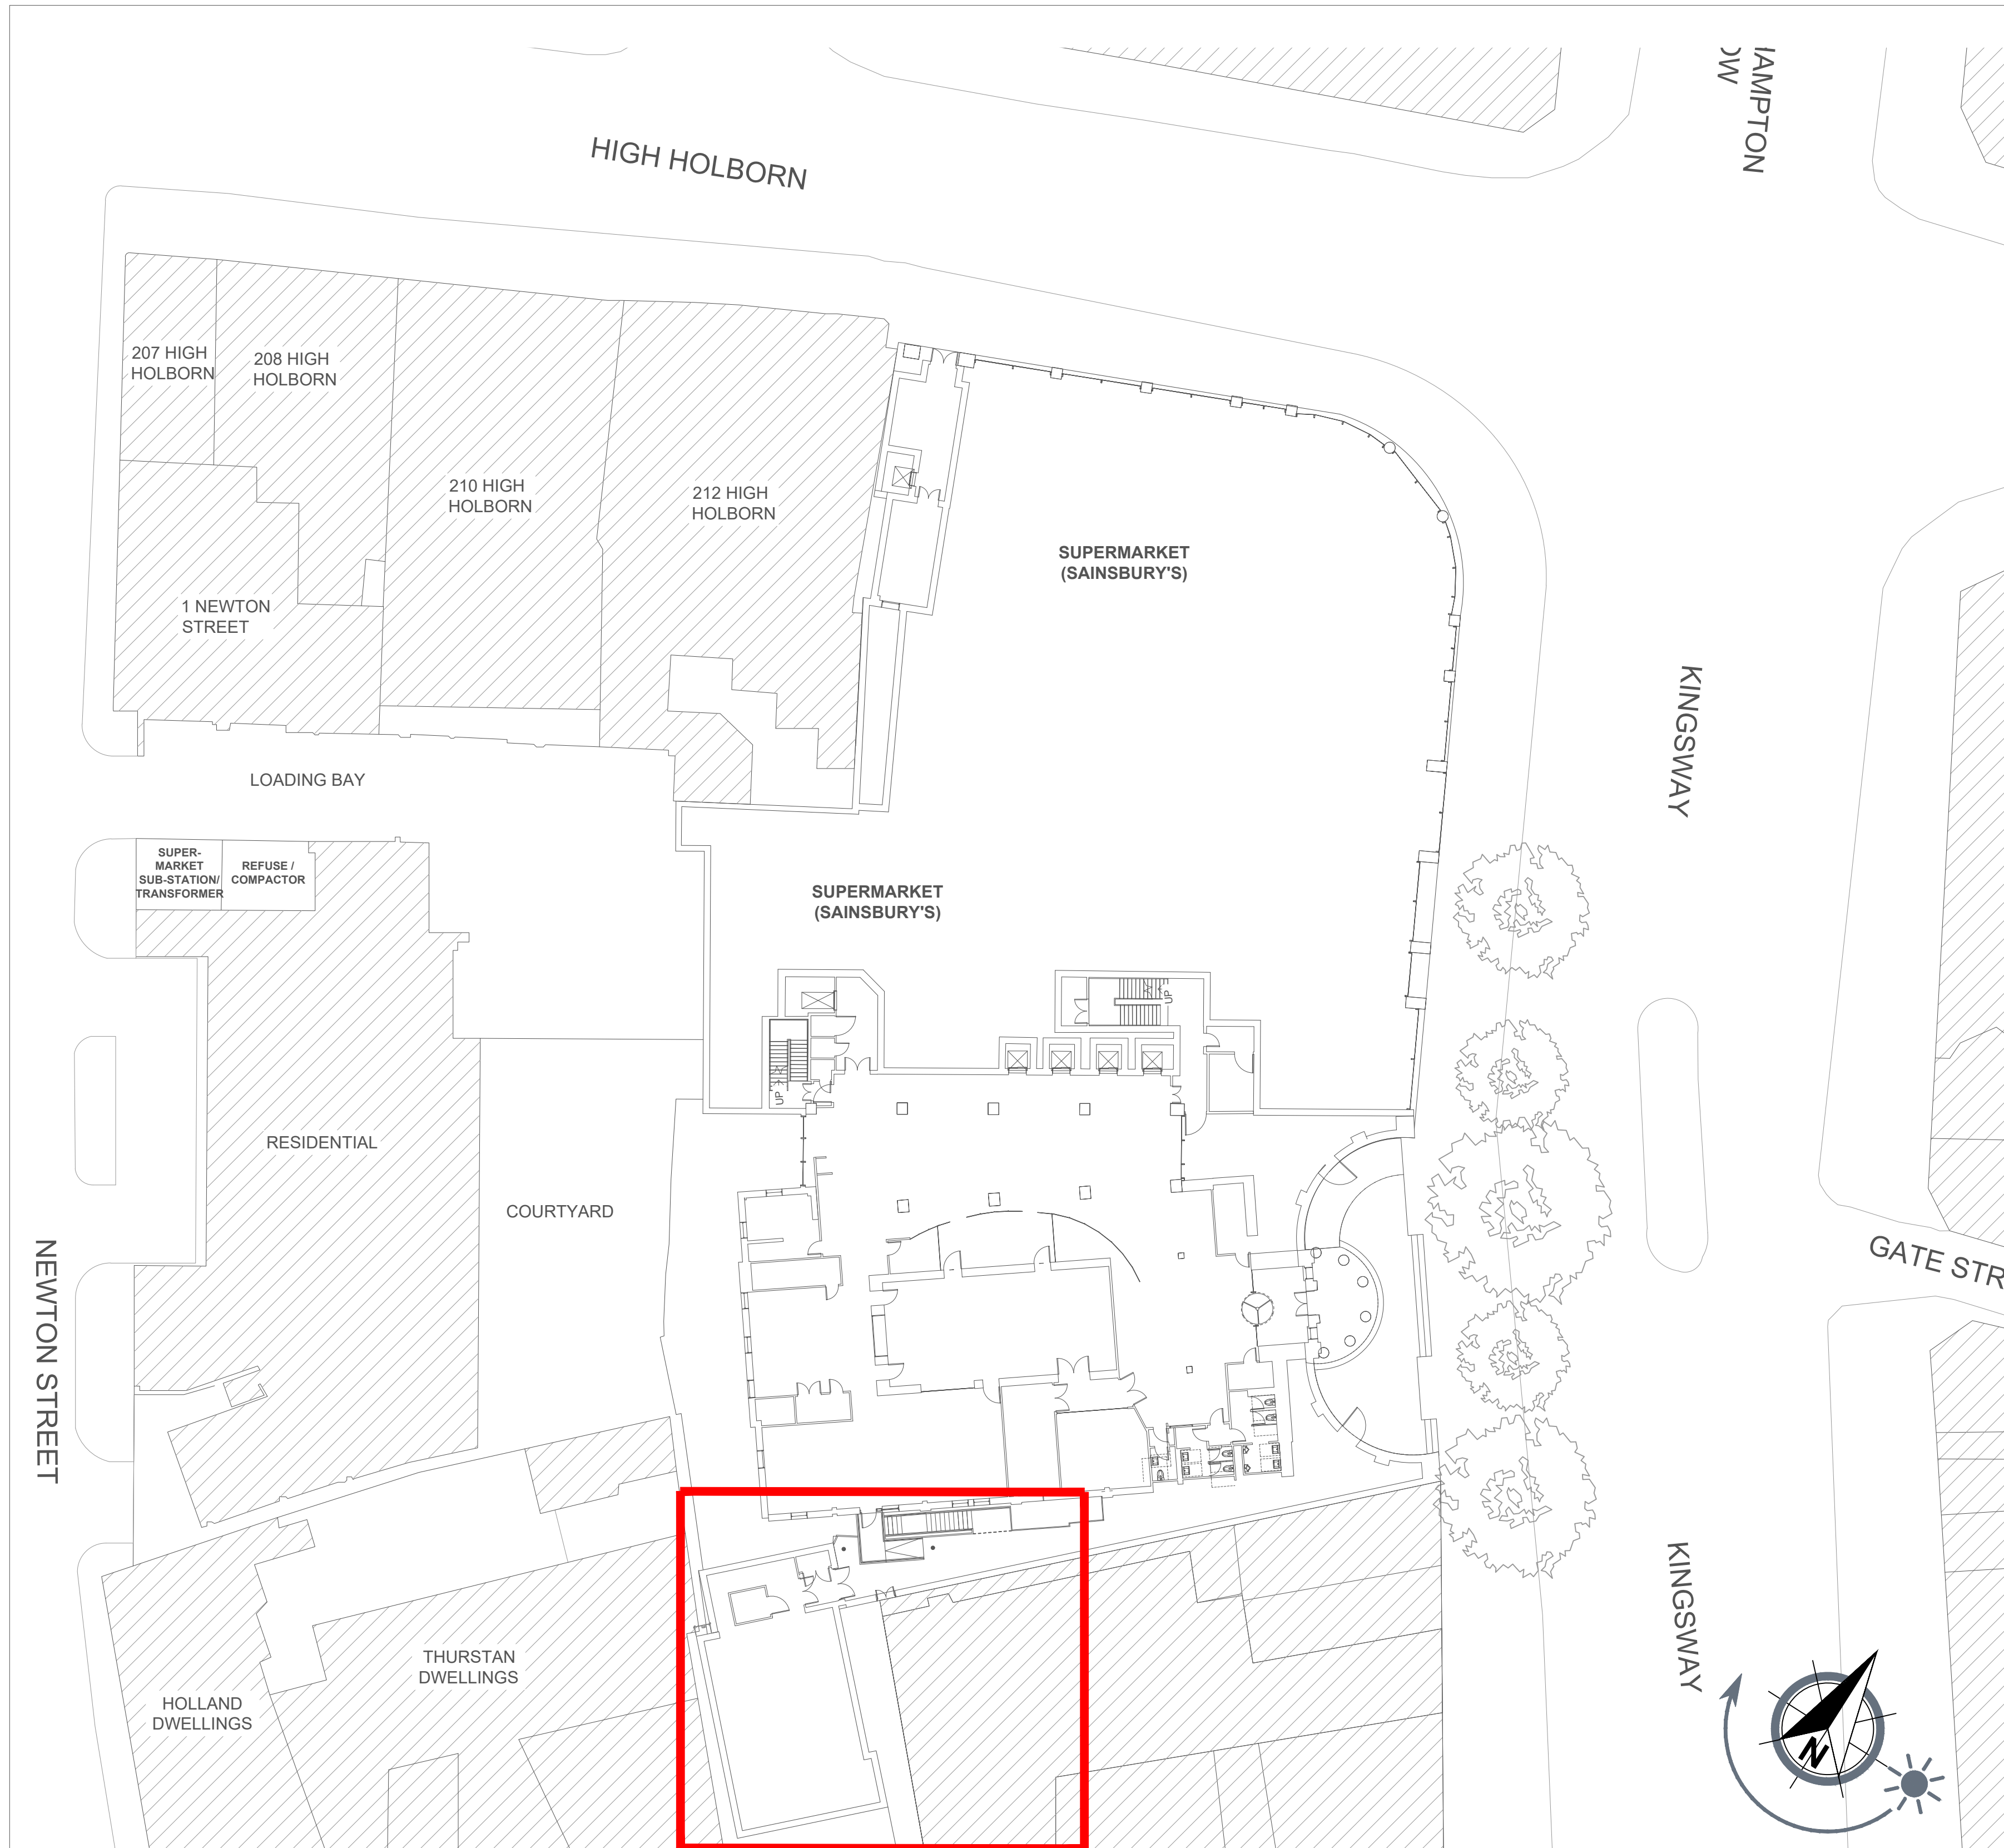 HAMPTON
OW
HIGH HOLBORN
207 HIGH
HOLBORN
208 HIGH
HOLBORN
210 HIGH
HOLBORN
212 HIGH
HOLBORN
SUPERMARKET
(SAINSBURY'S)
1 NEWTON
STREET
KINGSWAY
LOADING BAY
SUPER-
MARKET
SUB-STATION/
TRANSFORMER
REFUSE /
COMPACTOR
SUPERMARKET
(SAINSBURY'S)
UP
UP
RESIDENTIAL
COURTYARD
GATE STR
NEWTON STREET
KINGSWAY
THURSTAN
DWELLINGS
HOLLAND
DWELLINGS
N